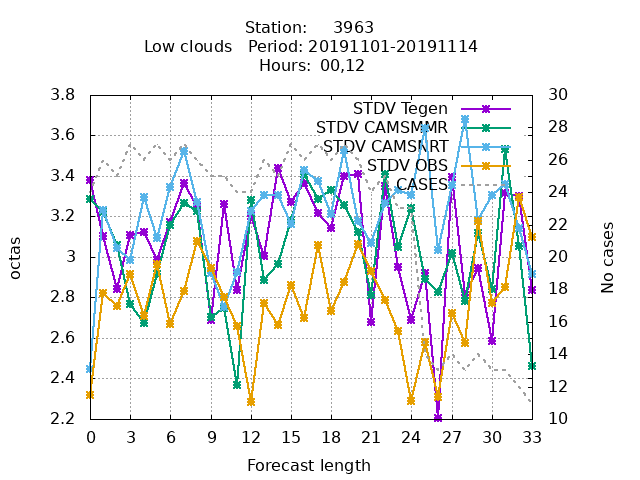 Station: 3963
Low clouds Period: 20191101-20191114
Hours: 00,12
STDV Tegen
STDV CAMSMMR
STDV CAMSNRT
STDV OBS
CASES
3.8
3.6
3.4
3.2
3
2.8
2.6
2.4
2.2
octas
30
28
26
24
22
20
18
16
14
12
10
No cases
0 3 6 9 12 15 18 21 24 27 30 33
Forecast length